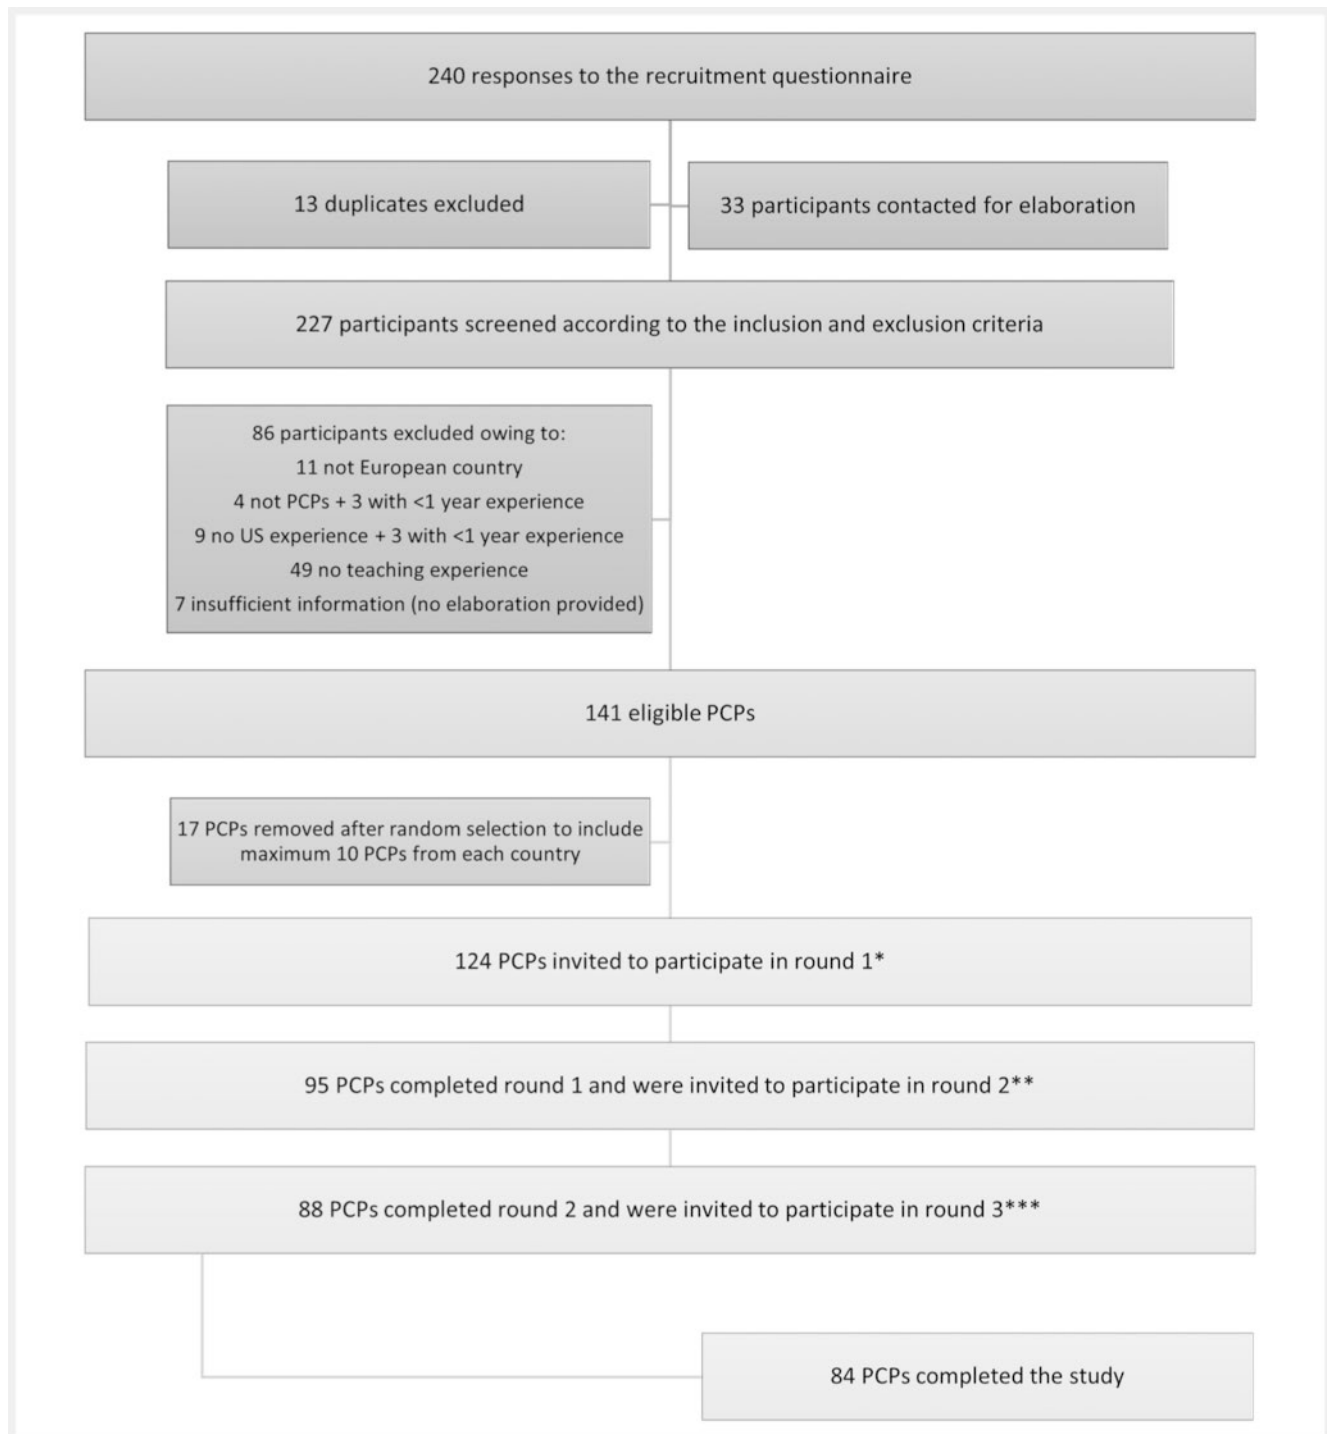 240 responses to the recruitment questionnaire
13 duplicates excluded
33 participants contacted for elaboration
227 participants screened according to the inclusion and exclusion criteria
86 participants excluded owing to:
11 not European country
4 not PCPs + 3 with <1 year experience
9 no US experience + 3 with <1 year experience
49 no teaching experience
7 insufficient information (no elaboration provided)
141 eligible PCPs
17 PCPs removed after random selection to include
maximum 10 PCPs from each country
124 PCPs invited to participate in round 1*
95 PCPs completed round 1 and were invited to participate in round 2**
88 PCPs completed round 2 and were invited to participate in round 3***
84 PCPs completed the study